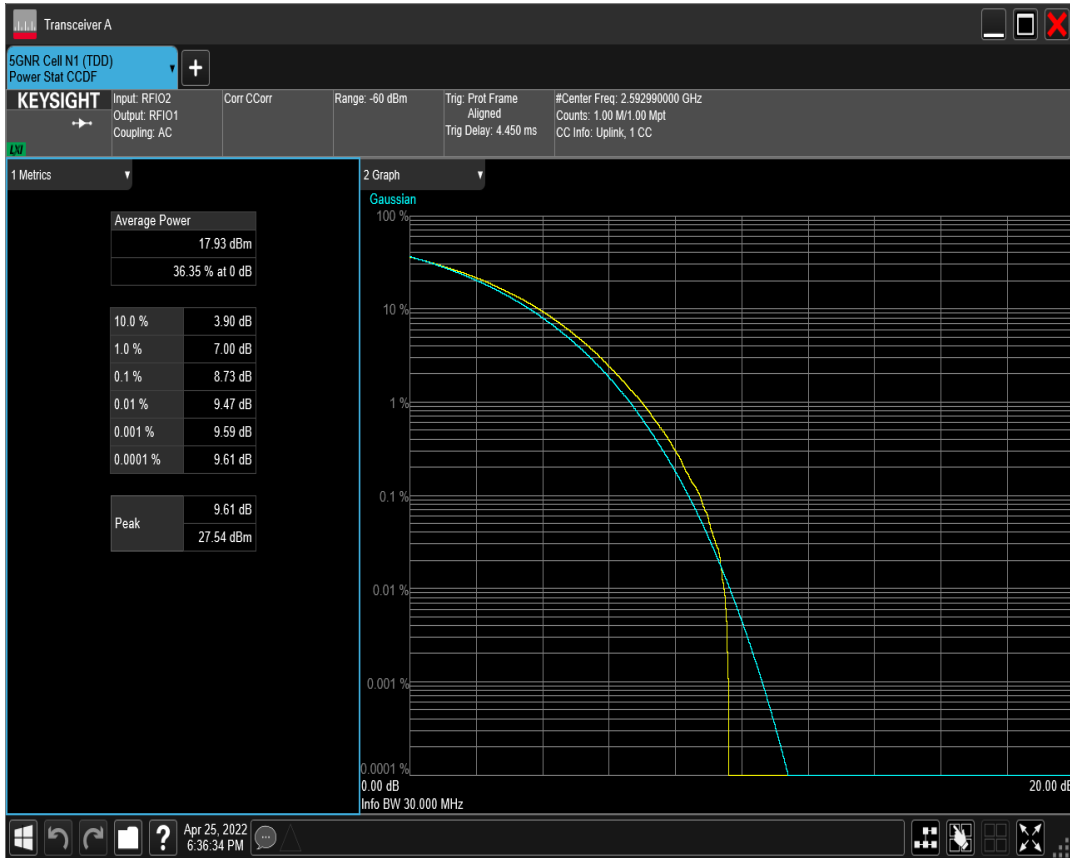 Transceiver A
5GNR Cell N1 (TDD)
Power Stat CCDF
+
KEYSIGHT
LXI
Input: RFIO2
Output: RFIO1
Coupling: AC
Corr CCorr
Range: -60 dBm
Trig: Prot Frame
Aligned
Trig Delay: 4.450 ms
#Center Freq: 2.592990000 GHz
Counts: 1.00 M/1.00 Mpt
CC Info: Uplink, 1 CC
1 Metrics
Average Power
17.93 dBm
36.35 % at 0 dB
10.0 % 3.90 dB
1.0 % 7.00 dB
0.1 % 8.73 dB
0.01 % 9.47 dB
0.001 % 9.59 dB
0.0001 % 9.61 dB
Peak 9.61 dB
27.54 dBm
2 Graph
Gaussian
100 %
10 %
1 %
0.1 %
0.01 %
0.001 %
0.0001 %
0.00 dB 20.00 dB
Info BW 30.000 MHz
?
Apr 25, 2022
6:36:34 PM